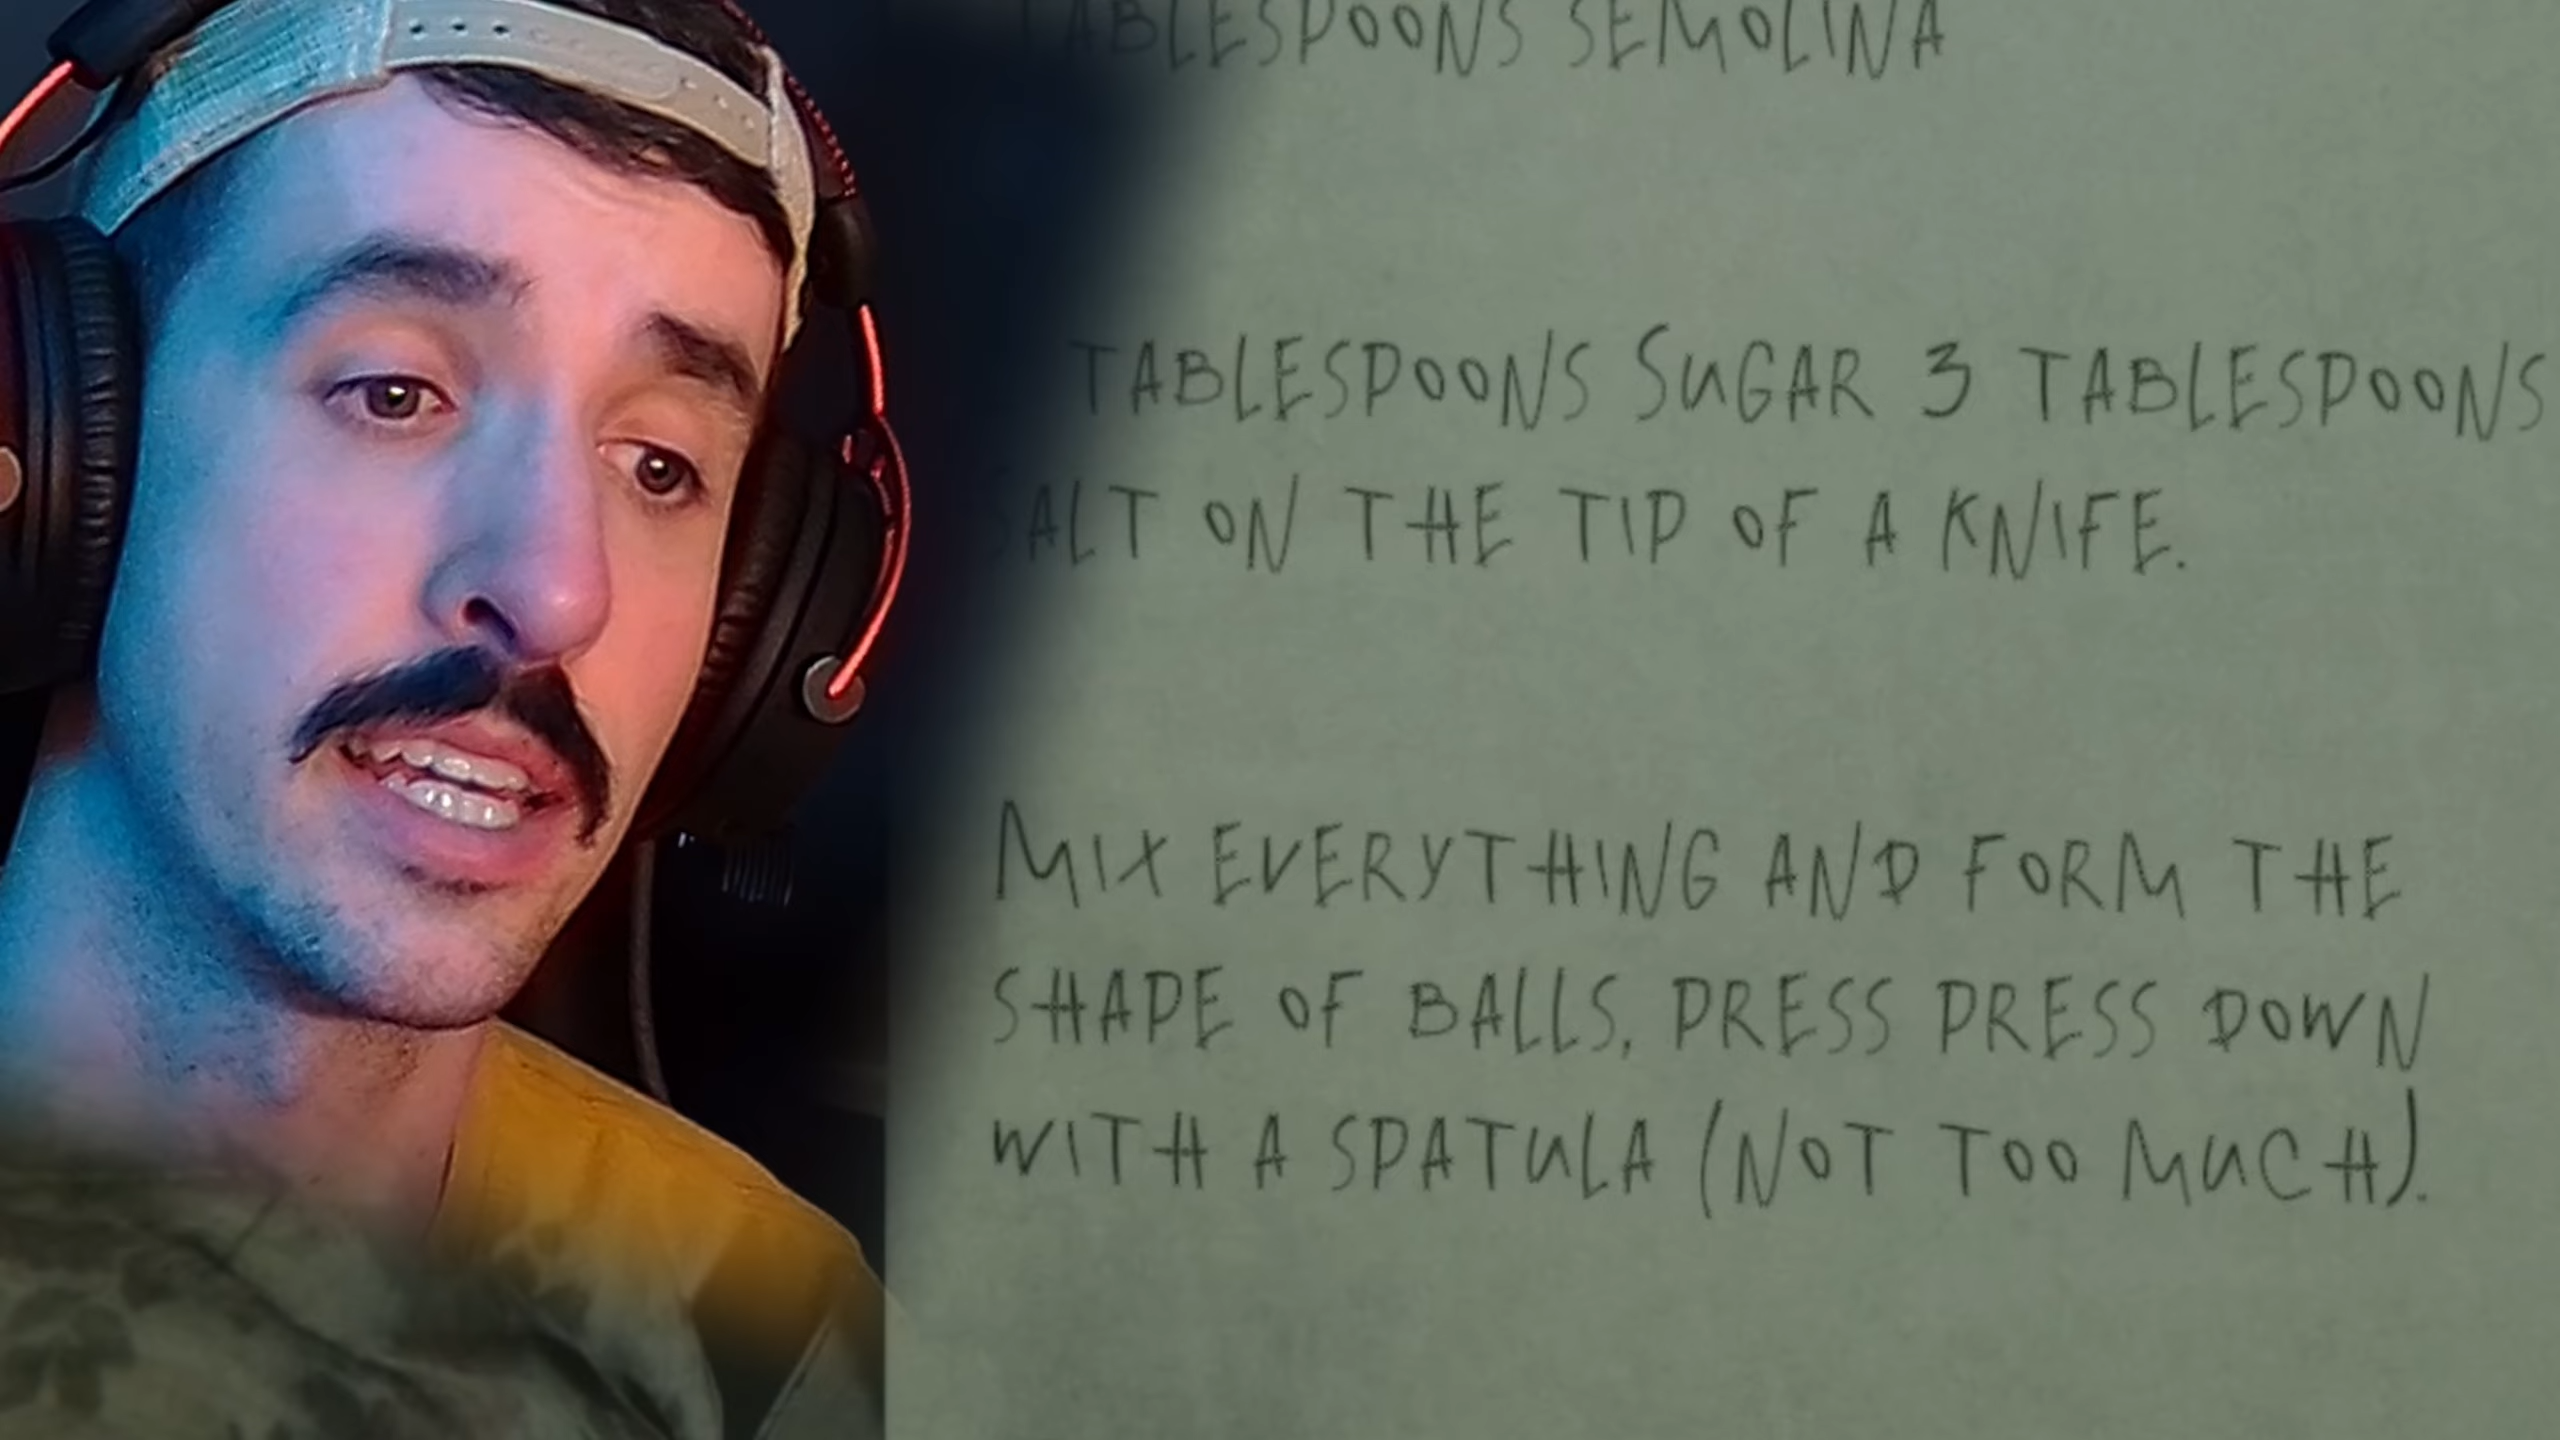 TABLESPOONS SEMOLINA
TABLESPOONS SUGAR 3 TABLESPOONS
SALT ON THE TIP OF A KNIFE.
MIX EVERYTHING AND FORM THE
SHAPE OF BALLS, PRESS PRESS DOWN
WITH A SPATULA (NOT TOO MUCH).